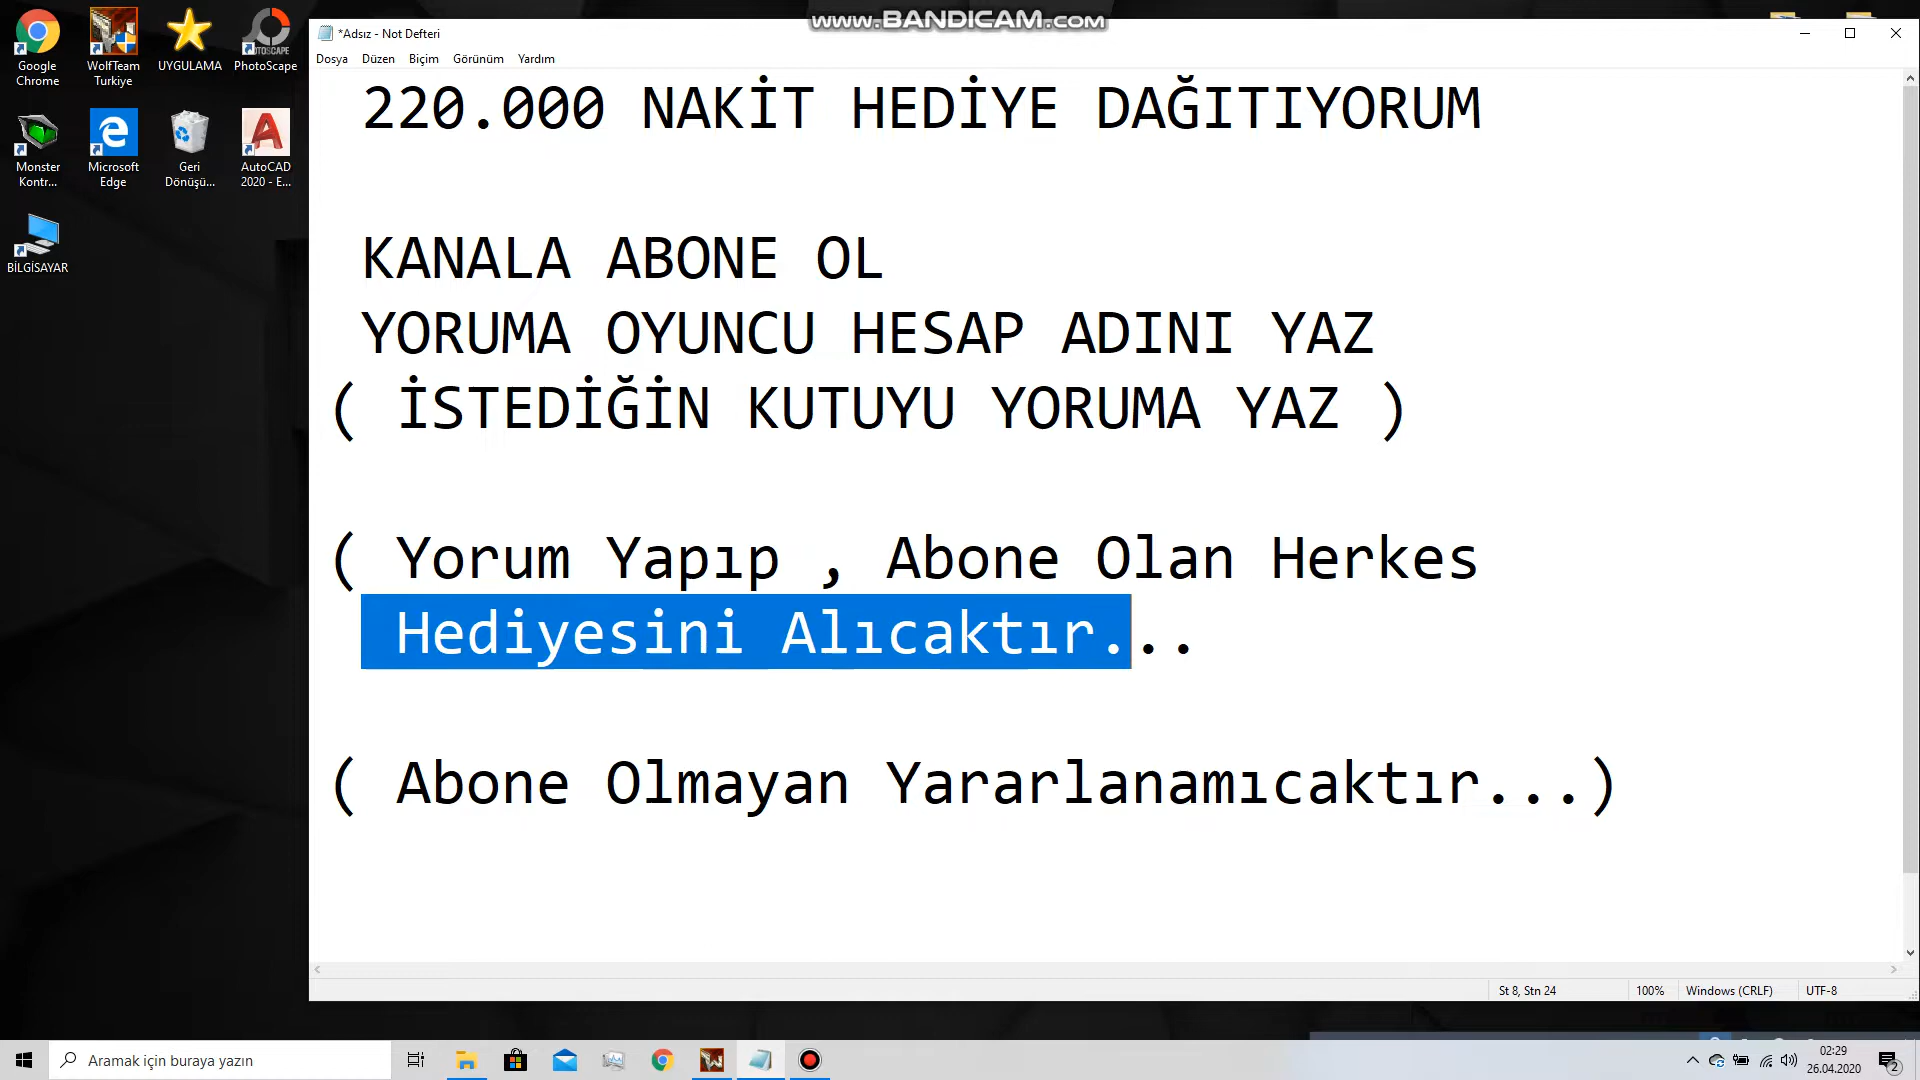 www.BANDICAM.com
*Adsız - Not Defteri
Dosya Düzen Biçim Görünüm Yardım
Google Chrome
WolfTeam Turkiye
UYGULAMA
PhotoScape
Monster Kontr...
Microsoft Edge
Geri Dönüşü...
AutoCAD 2020 - E...
BİLGİSAYAR
220.000 NAKİT HEDİYE DAĞITIYORUM
KANALA ABONE OL
YORUMA OYUNCU HESAP ADINI YAZ
( İSTEDİĞİN KUTUYU YORUMA YAZ )
( Yorum Yapıp , Abone Olan Herkes
Hediyesini Alıcaktır...
( Abone Olmayan Yararlanamıcaktır...)
St 8, Stn 24 100% Windows (CRLF) UTF-8
Aramak için buraya yazın
02:29
26.04.2020
2